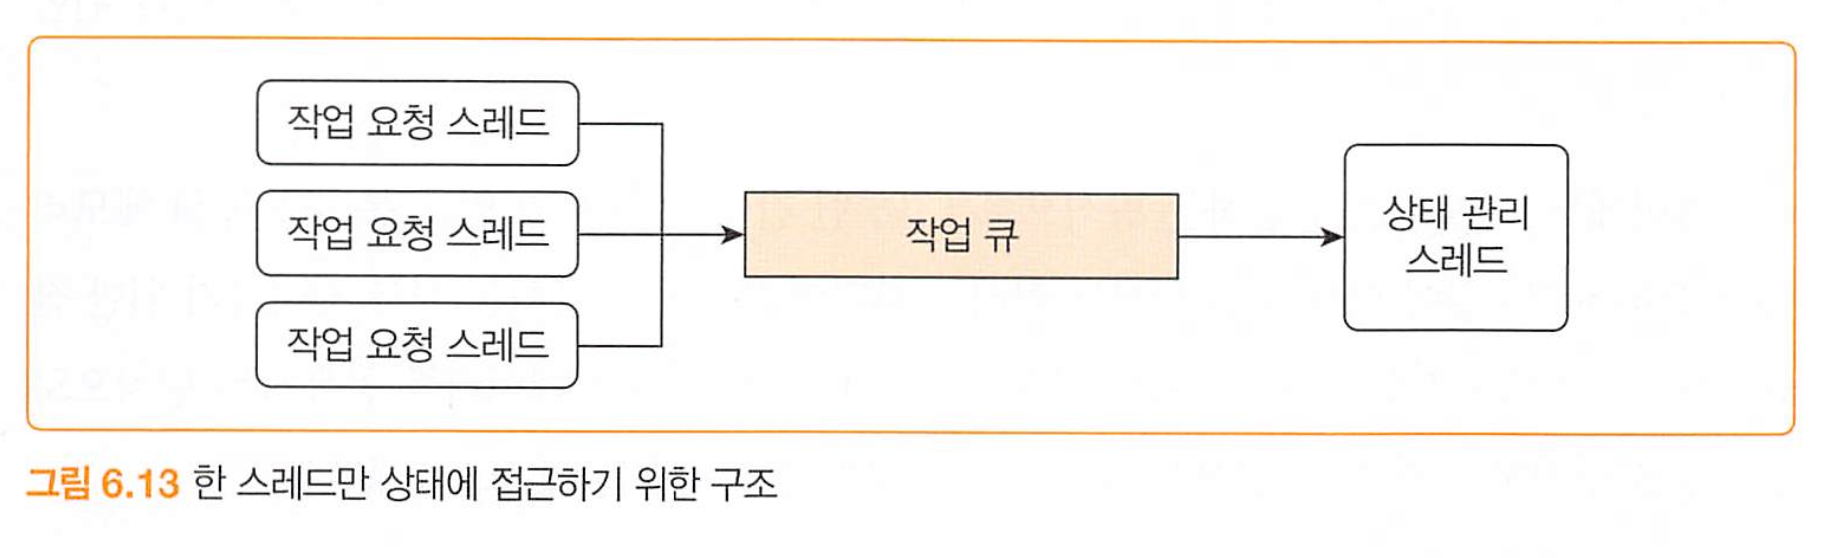 작업 요청 스레드
작업 요청 스레드
작업 요청 스레드
작업 큐
상태 관리
스레드
그림 6.13 한 스레드만 상태에 접근하기 위한 구조